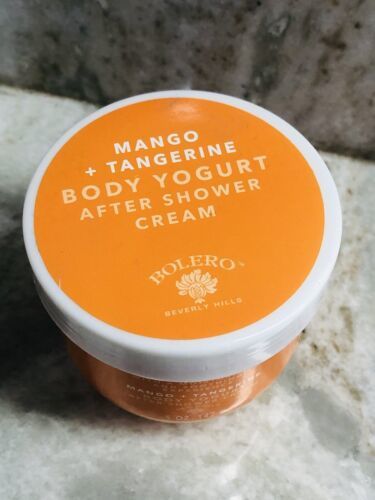 MANGO
+ TANGERINE
BODY YOGURT
AFTER SHOWER
CREAM
BOLERO
BEVERLY HILLS
MANGO + TANGERINE